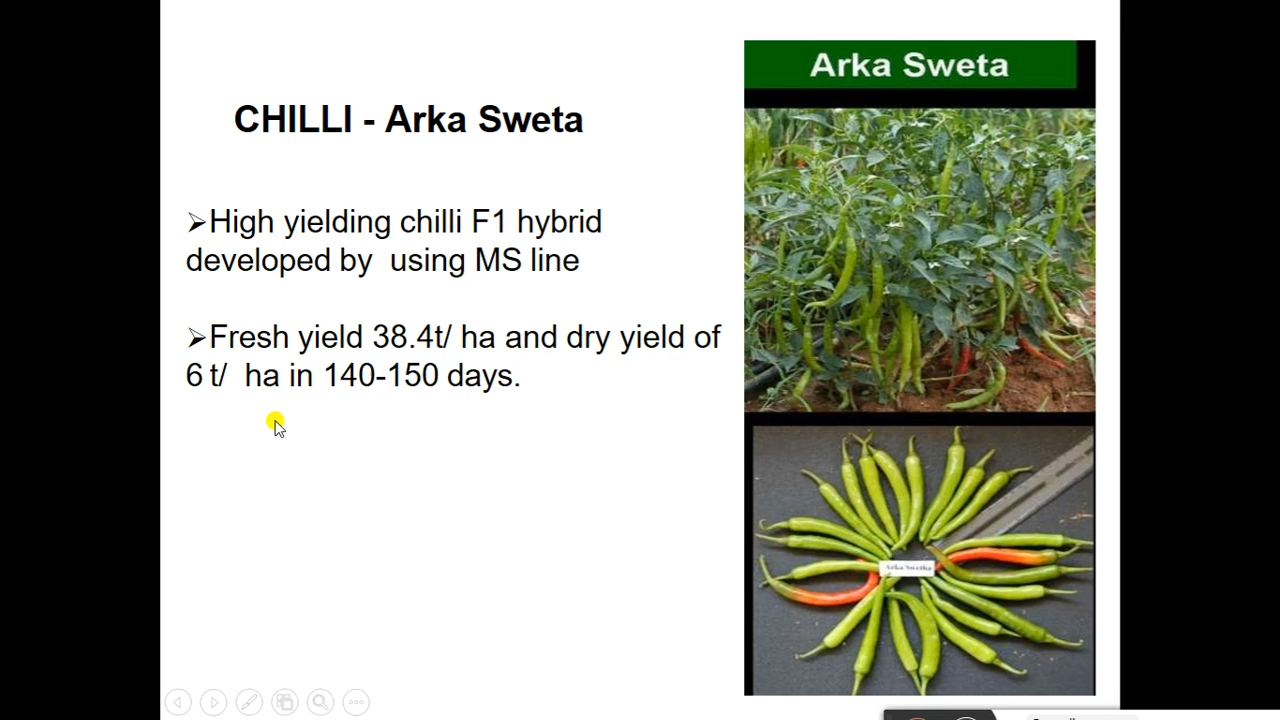 Arka Sweta
CHILLI - Arka Sweta
➢High yielding chilli F1 hybrid
developed by using MS line
➢Fresh yield 38.4t/ ha and dry yield of
6 t/ ha in 140-150 days.
Arka Swetha